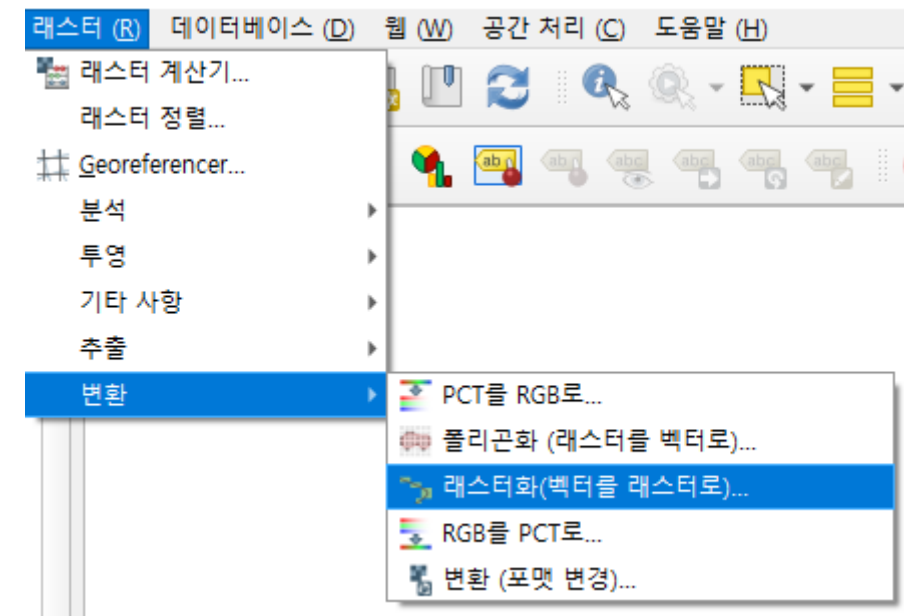 래스터 (R) 데이터베이스 (D) 웹 (W) 공간 처리 (C) 도움말 (H)
래스터 계산기...
래스터 정렬...
Georeferencer...
분석
투영
기타 사항
추출
변환
PCT를 RGB로...
폴리곤화 (래스터를 벡터로)...
래스터화(벡터를 래스터로)...
RGB를 PCT로...
변환 (포맷 변경)...